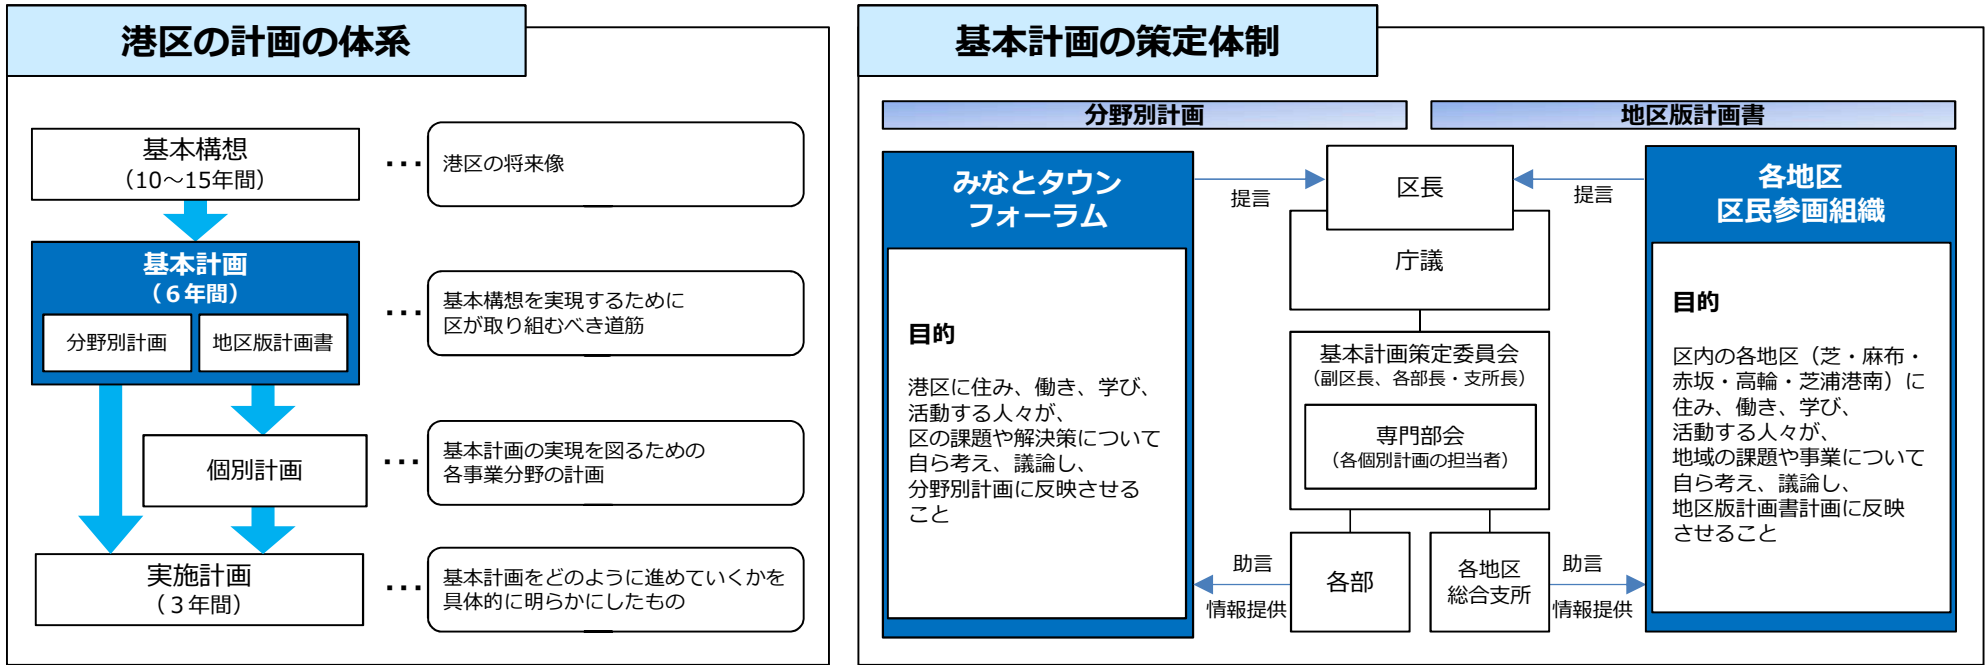 港区の計画の体系
基本構想
（10～15年間）
･･･
港区の将来像
基本計画
（６年間）
分野別計画
地区版計画書
･･･
基本構想を実現するために
区が取り組むべき道筋
個別計画
･･･
基本計画の実現を図るための
各事業分野の計画
実施計画
（３年間）
･･･
基本計画をどのように進めていくかを
具体的に明らかにしたもの
基本計画の策定体制
分野別計画
地区版計画書
みなとタウン
フォーラム
目的
港区に住み、働き、学び、
活動する人々が、
区の課題や解決策について
自ら考え、議論し、
分野別計画に反映させる
こと
提言
区長
庁議
提言
基本計画策定委員会
（副区長、各部長・支所長）
専門部会
（各個別計画の担当者）
助言
情報提供
各部
各地区
総合支所
助言
情報提供
各地区
区民参画組織
目的
区内の各地区（芝・麻布・
赤坂・高輪・芝浦港南）に
住み、働き、学び、
活動する人々が、
地域の課題や事業について
自ら考え、議論し、
地区版計画書計画に反映
させること